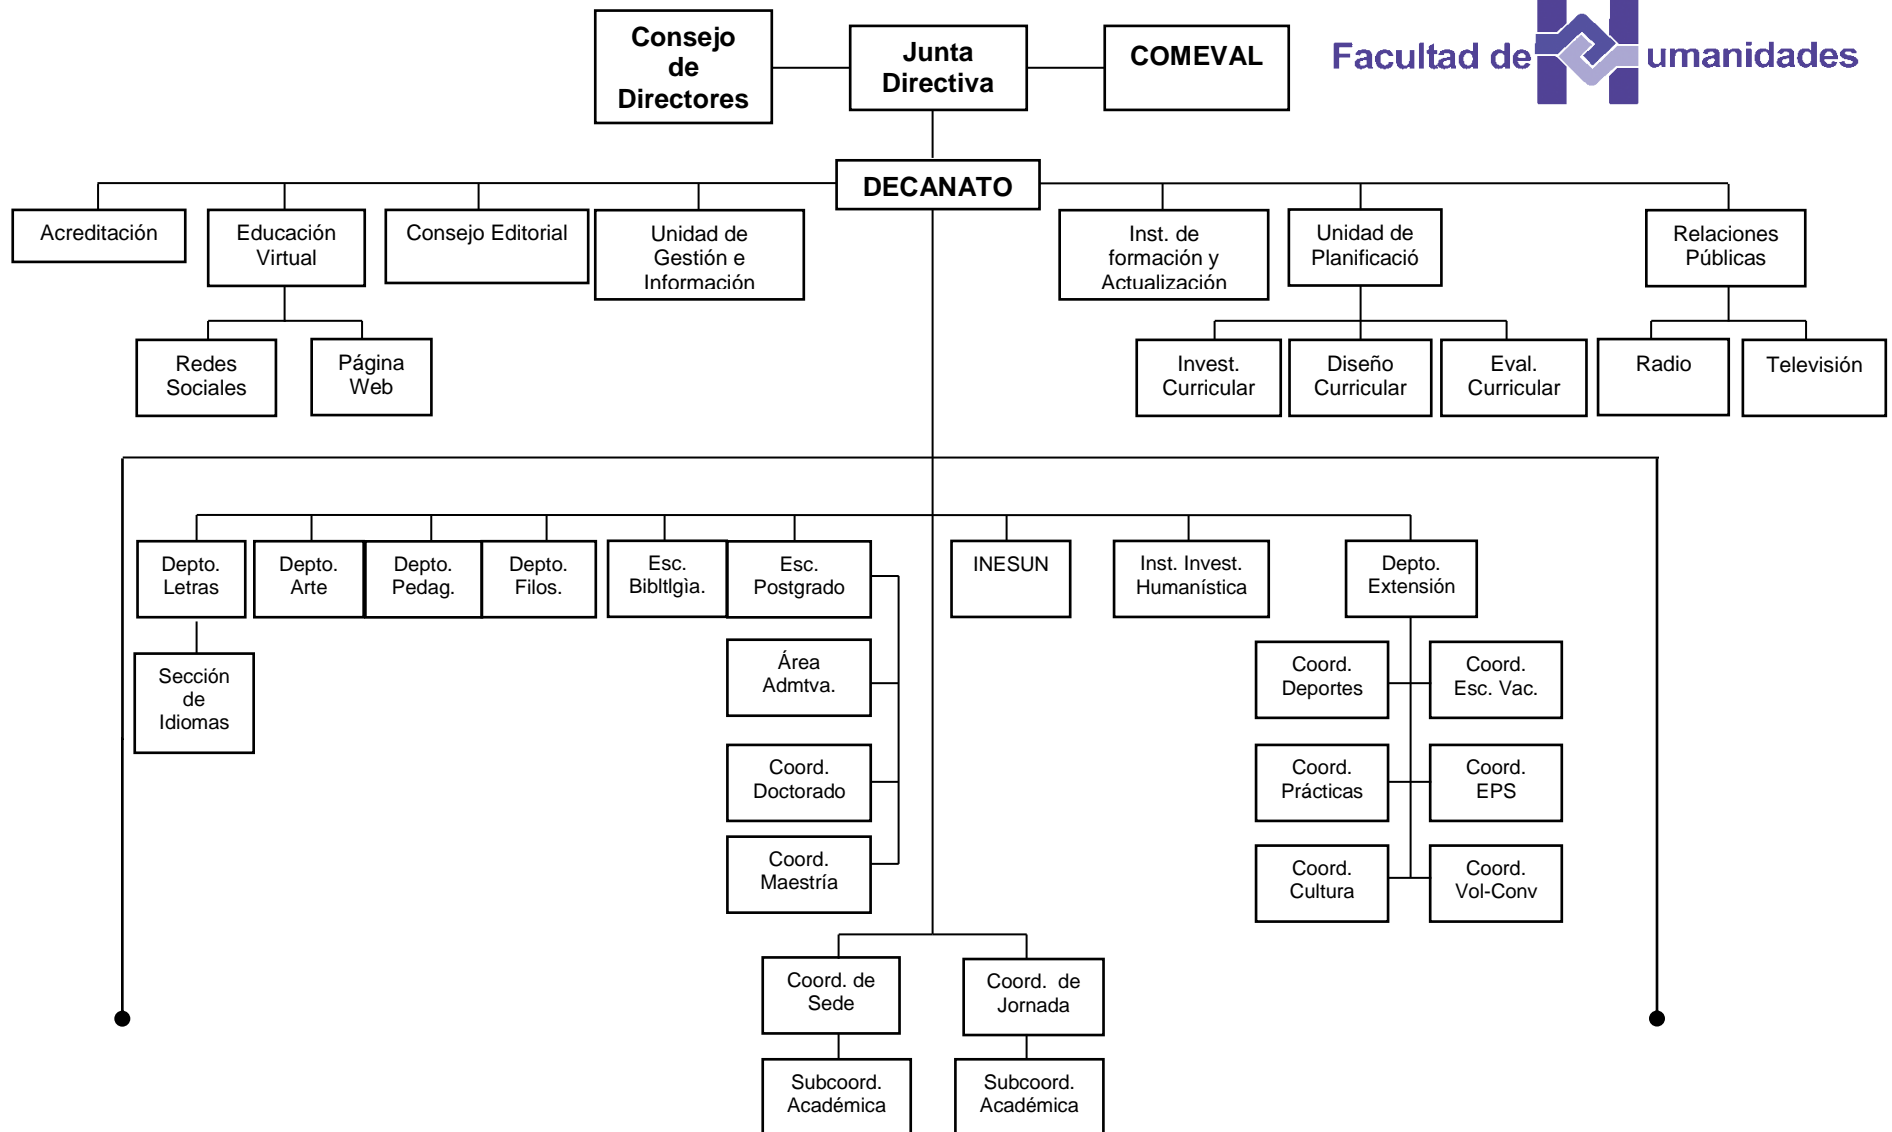 Consejo
de
Directores
Junta
Directiva
COMEVAL
Facultad de Humanidades
DECANATO
Acreditación
Educación
Virtual
Consejo Editorial
Unidad de
Gestión e
Información
Inst. de
formación y
Actualización
Unidad de
Planificació
Relaciones
Públicas
Redes
Sociales
Página
Web
Invest.
Curricular
Diseño
Curricular
Eval.
Curricular
Radio
Televisión
Depto.
Letras
Depto.
Arte
Depto.
Pedag.
Depto.
Filos.
Esc.
Bibltlgìa.
Esc.
Postgrado
INESUN
Inst. Invest.
Humanística
Depto.
Extensión
Sección
de
Idiomas
Área
Admtva.
Coord.
Doctorado
Coord.
Maestría
Coord.
Deportes
Coord.
Esc. Vac.
Coord.
Prácticas
Coord.
EPS
Coord.
Cultura
Coord.
Vol-Conv
Coord. de
Sede
Coord. de
Jornada
Subcoord.
Académica
Subcoord.
Académica